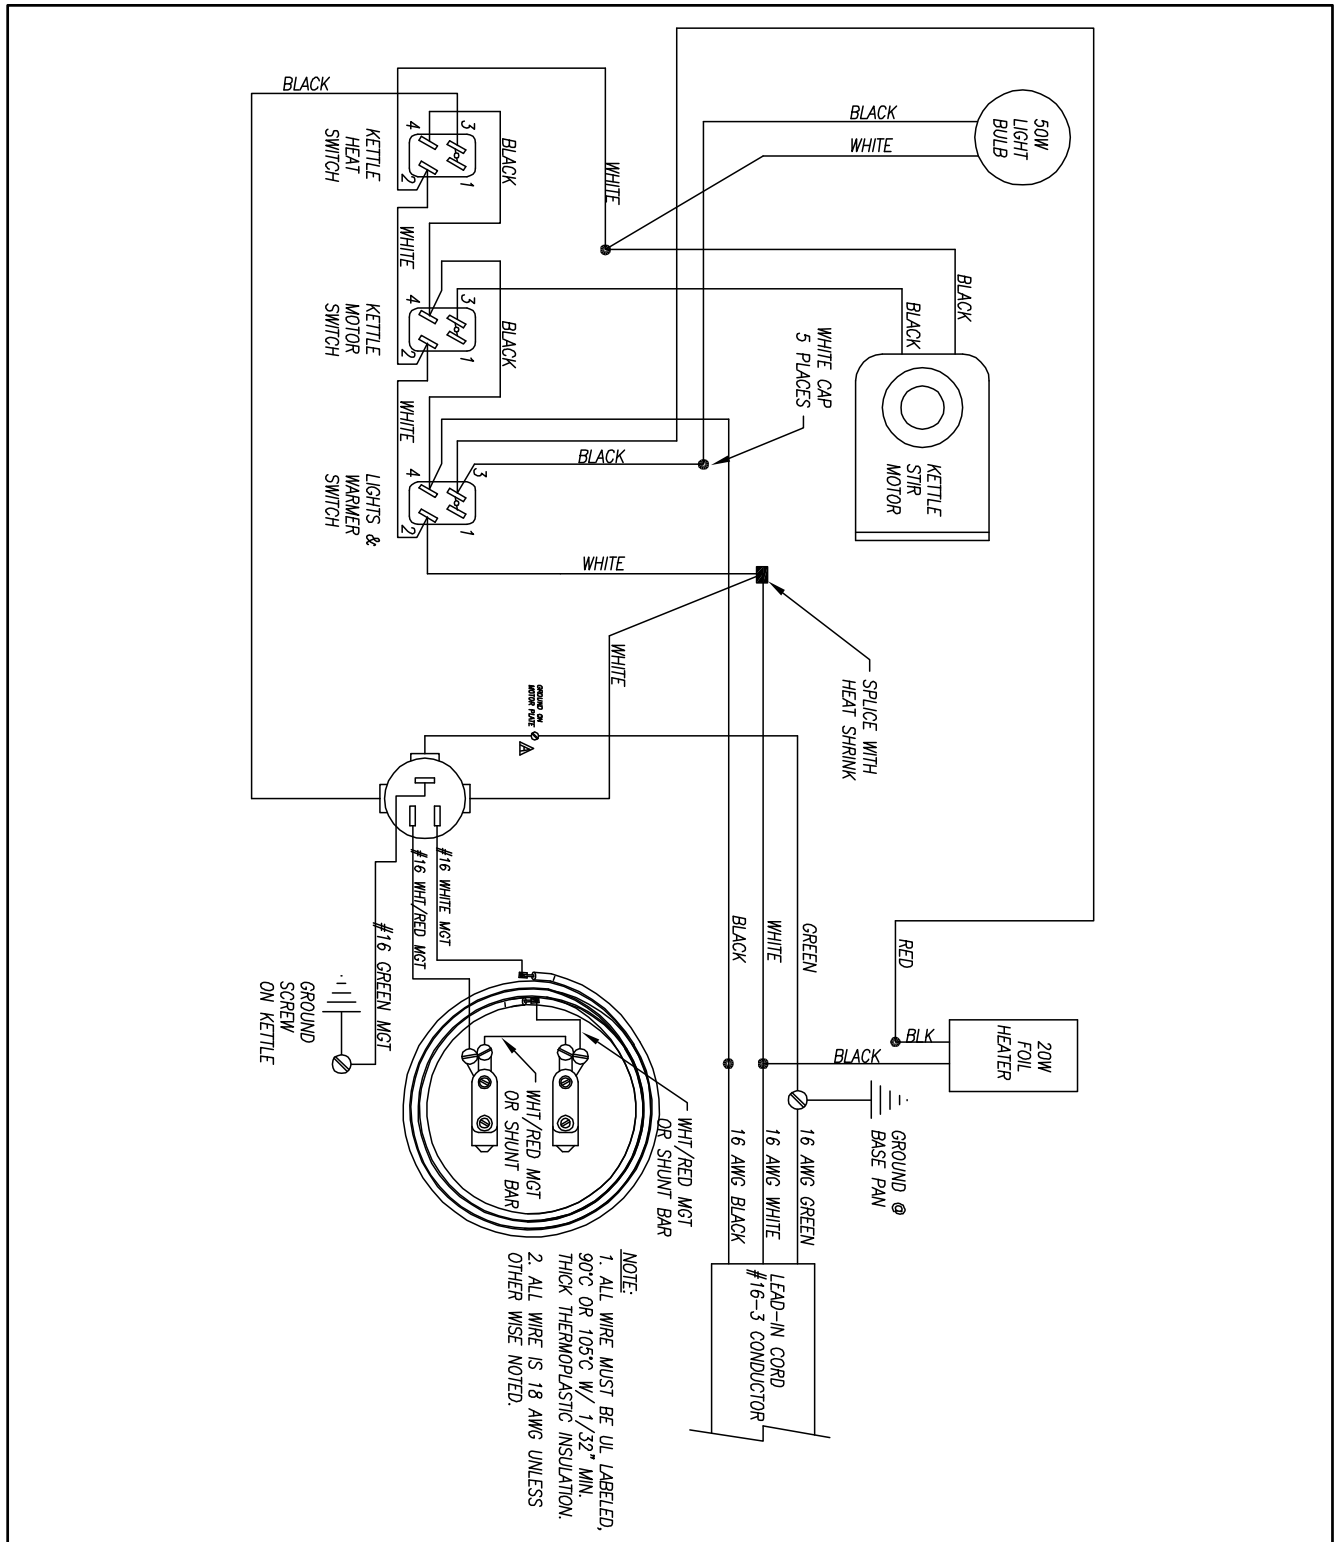 BLACK
KETTLE
HEAT
SWITCH
3
4
1
2
BLACK
WHITE
WHITE
BLACK
WHITE
50W
LIGHT
BULB
KETTLE
MOTOR
SWITCH
3
4
1
2
BLACK
WHITE
BLACK
BLACK
WHITE CAP
5 PLACES
KETTLE
STIR
MOTOR
LIGHTS &
WARMER
SWITCH
3
4
1
2
BLACK
WHITE
WHITE
SPLICE WITH
HEAT SHRINK
GROUND ON
MOTOR PLATE
A
#16 WHITE MGT
#16 WHT/RED MGT
#16 GREEN MGT
GROUND
SCREW
ON KETTLE
BLACK
WHITE
GREEN
RED
BLK
BLACK
20W
FOIL
HEATER
WHT/RED MGT
OR SHUNT BAR
WHT/RED MGT
OR SHUNT BAR
GROUND @
BASE PAN
16 AWG BLACK
16 AWG WHITE
16 AWG GREEN
LEAD-IN CORD
#16-3 CONDUCTOR
NOTE:
1. ALL WIRE MUST BE UL LABELED,
90°C OR 105°C W/ 1/32" MIN.
THICK THERMOPLASTIC INSULATION.
2. ALL WIRE IS 18 AWG UNLESS
OTHER WISE NOTED.